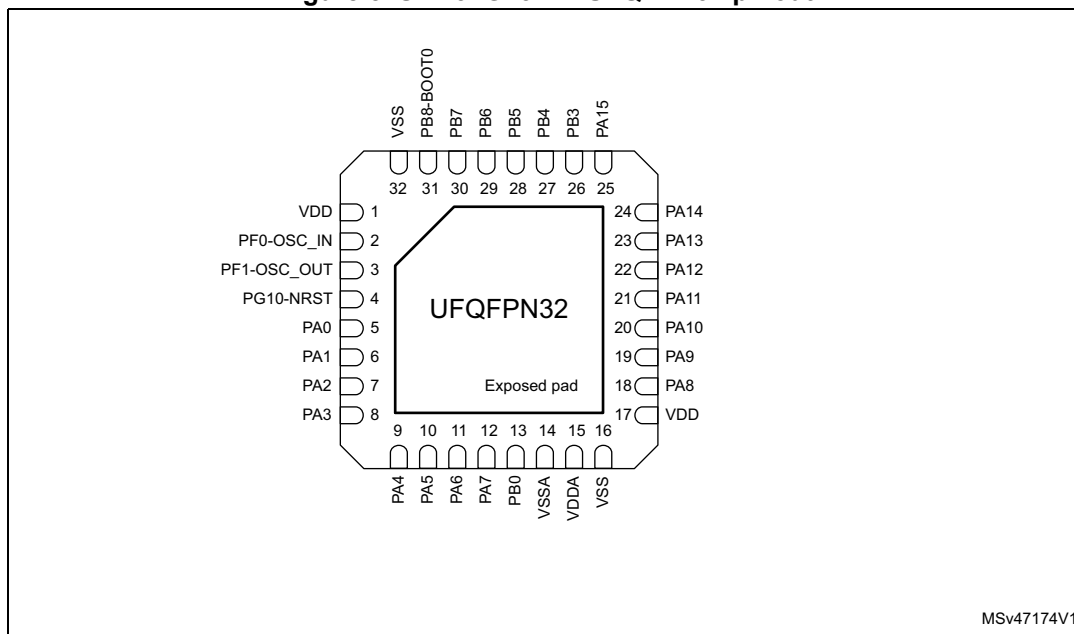 VSS
PB8-BOOT0
PB7
PB6
PB5
PB4
PB3
PA15
32 31 30 29 28 27 26 25
VDD 1
PF0-OSC_IN 2
PF1-OSC_OUT 3
PG10-NRST 4
PA0 5
PA1 6
PA2 7
PA3 8
UFQFPN32
Exposed pad
24 PA14
23 PA13
22 PA12
21 PA11
20 PA10
19 PA9
18 PA8
17 VDD
9 10 11 12 13 14 15 16
PA4
PA5
PA6
PA7
PB0
VSSA
VDDA
VSS
MSv47174V1